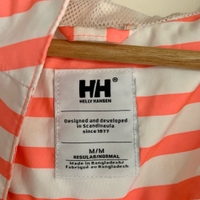 HH
HELLY HANSEN
Designed and developed
in Scandinavia
since 1877
M/M
REGULAR/NORMAL
Made in Bangladesh/
Fabriqué au Bangladesh